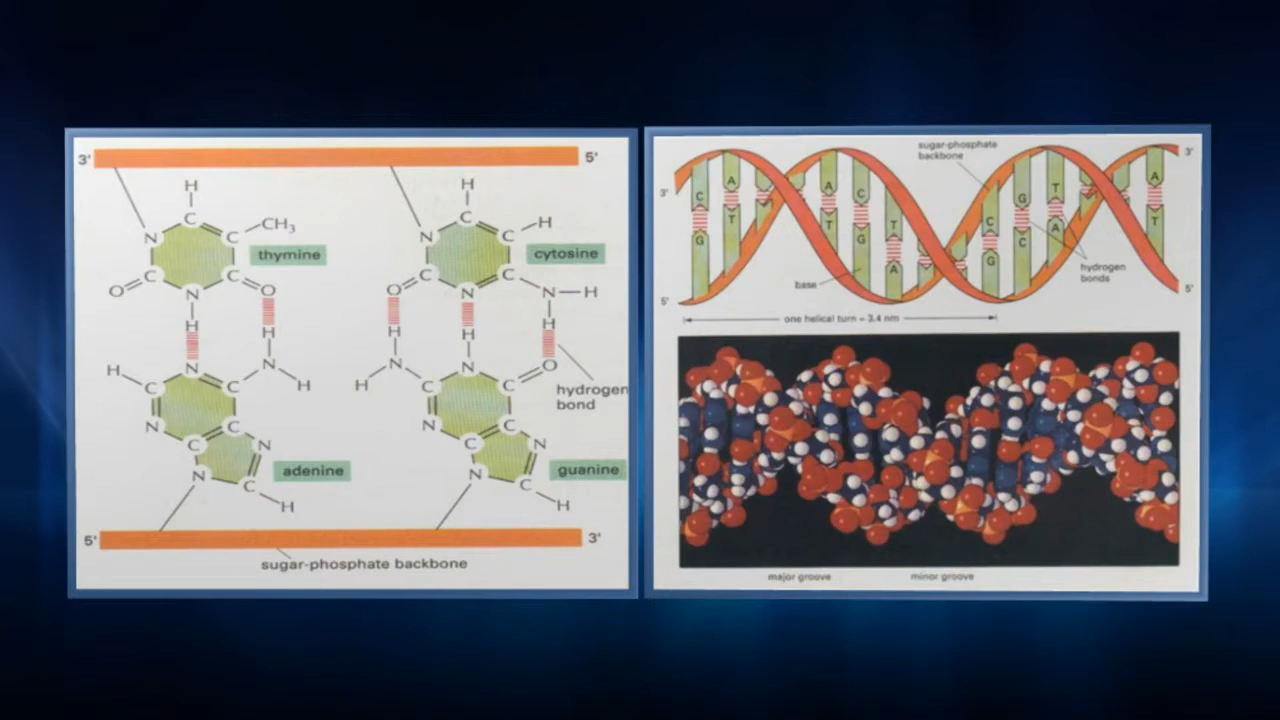 3' 5'
H H
C CH₃ C H
N C N C
thymine cytosine
C C C C
O N O O N N H
H H H
H H
H N N N O
C C H C C
hydrogen
bond
N C C N C C
N N
adenine guanine
N C N C
H H
5' 3'
sugar-phosphate backbone
sugar-phosphate
backbone
3' 3'
C A A C G T A
G T T G T C C A T
A G
base
hydrogen
bonds
5' 5'
one helical turn = 3.4 nm
major groove minor groove